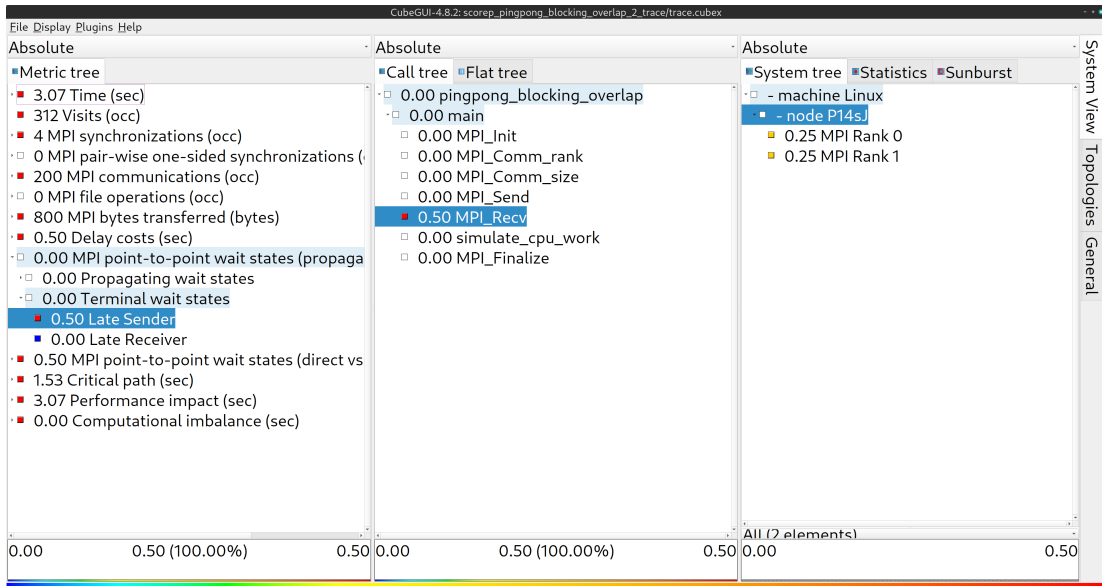 CubeGUI-4.8.2: scorep_pingpong_blocking_overlap_2_trace/trace.cubex
File Display Plugins Help
Absolute
Metric tree
3.07 Time (sec)
312 Visits (occ)
4 MPI synchronizations (occ)
0 MPI pair-wise one-sided synchronizations (
200 MPI communications (occ)
0 MPI file operations (occ)
800 MPI bytes transferred (bytes)
0.50 Delay costs (sec)
0.00 MPI point-to-point wait states (propaga
0.00 Propagating wait states
0.00 Terminal wait states
0.50 Late Sender
0.00 Late Receiver
0.50 MPI point-to-point wait states (direct vs
1.53 Critical path (sec)
3.07 Performance impact (sec)
0.00 Computational imbalance (sec)
0.00 0.50 (100.00%) 0.50
Absolute
Call tree Flat tree
0.00 pingpong_blocking_overlap
0.00 main
0.00 MPI_Init
0.00 MPI_Comm_rank
0.00 MPI_Comm_size
0.00 MPI_Send
0.50 MPI_Recv
0.00 simulate_cpu_work
0.00 MPI_Finalize
0.00 0.50 (100.00%) 0.50
Absolute
System tree Statistics Sunburst
- machine Linux
- node P14sJ
0.25 MPI Rank 0
0.25 MPI Rank 1
All (2 elements)
0.00 0.50
System View
Topologies
General